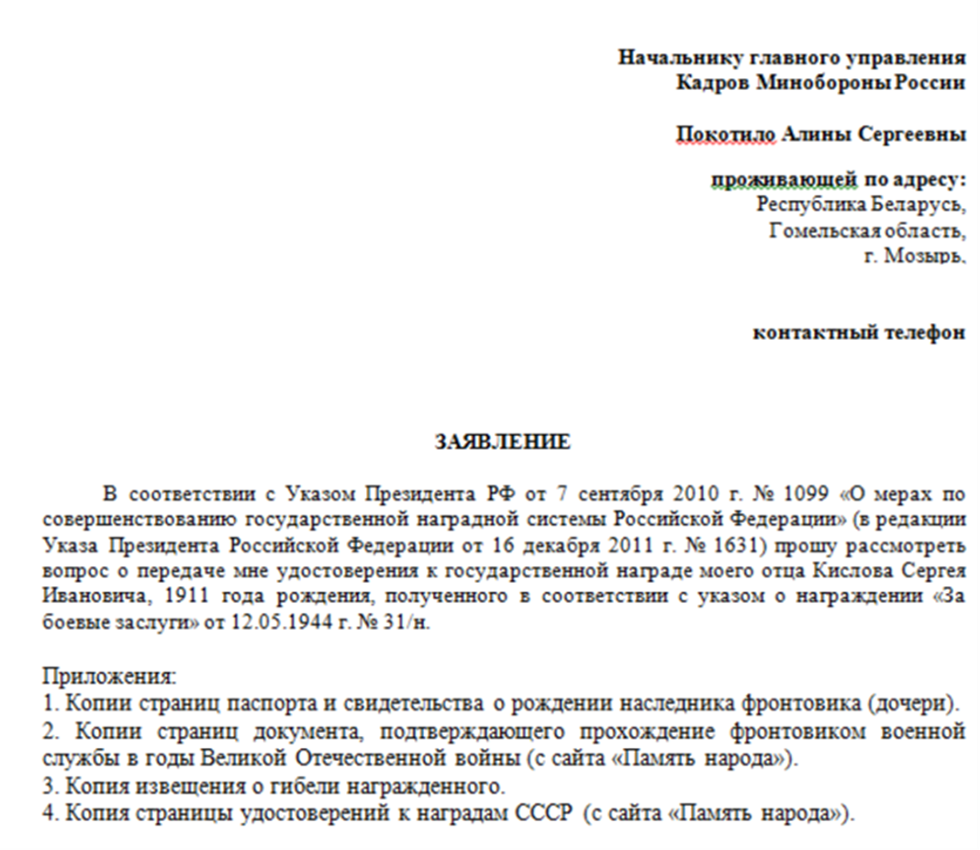 Начальнику главного управления
Кадров Минобороны России
Покотило Алины Сергеевны
проживающей по адресу:
Республика Беларусь,
Гомельская область,
г. Мозырь,
контактный телефон
ЗАЯВЛЕНИЕ
В соответствии с Указом Президента РФ от 7 сентября 2010 г. № 1099 «О мерах по
совершенствованию государственной наградной системы Российской Федерации» (в редакции
Указа Президента Российской Федерации от 16 декабря 2011 г. № 1631) прошу рассмотреть
вопрос о передаче мне удостоверения к государственной награде моего отца Кислова Сергея
Ивановича, 1911 года рождения, полученного в соответствии с указом о награждении «За
боевые заслуги» от 12.05.1944 г. № 31/н.
Приложения:
1. Копии страниц паспорта и свидетельства о рождении наследника фронтовика (дочери).
2. Копии страниц документа, подтверждающего прохождение фронтовиком военной
службы в годы Великой Отечественной войны (с сайта «Память народа»).
3. Копия извещения о гибели награжденного.
4. Копия страницы удостоверений к наградам СССР (с сайта «Память народа»).